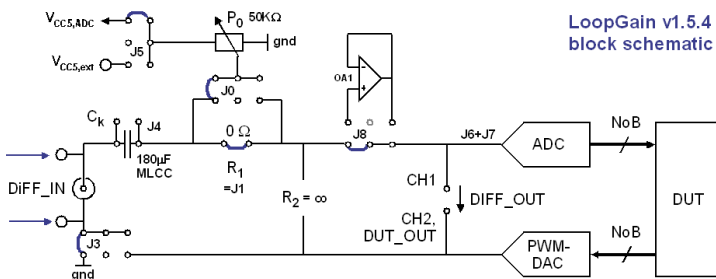 LoopGain v1.5.4
block schematic
VCC5,ADC
J5
VCC5,ext
P0 50KΩ
gnd
J0
OA1
-
+
Ck
J4
180µF
MLCC
0 Ω
R1
=J1
J8
J6+J7
ADC
NoB
DiFF_IN
R2 = ∞
CH1
DIFF_OUT
CH2,
DUT_OUT
DUT
J3
gnd
PWM-
DAC
NoB